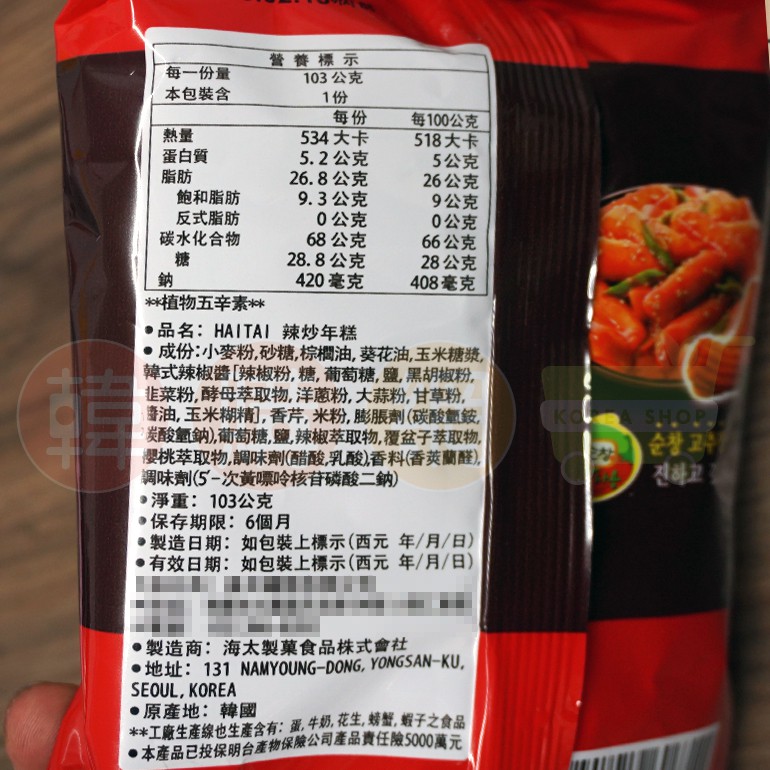 營養標示
每一份量 103公克
本包裝含 1份
每份 每100公克
熱量 534大卡 518大卡
蛋白質 5.2公克 5公克
脂肪 26.8公克 26公克
飽和脂肪 9.3公克 9公克
反式脂肪 0公克 0公克
碳水化合物 68公克 66公克
糖 28.8公克 28公克
鈉 420毫克 408毫克
**植物五辛素**
●品名: HAITAI 辣炒年糕
●成份:小麥粉,砂糖,棕櫚油,葵花油,玉米糖漿,
韓式辣椒醬[辣椒粉,糖,葡萄糖,鹽,黑胡椒粉,
韭菜粉,酵母萃取物,洋蔥粉,大蒜粉,甘草粉,
醬油,玉米糊精],香芹,米粉,膨脹劑(碳酸氫銨,
碳酸氫鈉),葡萄糖,鹽,辣椒萃取物,覆盆子萃取物,
櫻桃萃取物,調味劑(醋酸,乳酸),香料(香莢蘭醛),
調味劑(5'-次黃嘌呤核苷磷酸二鈉)
●淨重: 103公克
●保存期限: 6個月
●製造日期: 如包裝上標示(西元 年/月/日)
●有效日期: 如包裝上標示(西元 年/月/日)
●製造商: 海太製菓食品株式會社
●地址: 131 NAMYOUNG-DONG, YONGSAN-KU,
SEOUL, KOREA
●原產地: 韓國
**工廠生產線也生產含有: 蛋,牛奶,花生,螃蟹,蝦子之食品
●本產品已投保明台產物保險公司產品責任險5000萬元
韓
KOREA SHOP
순창 고추
진하고